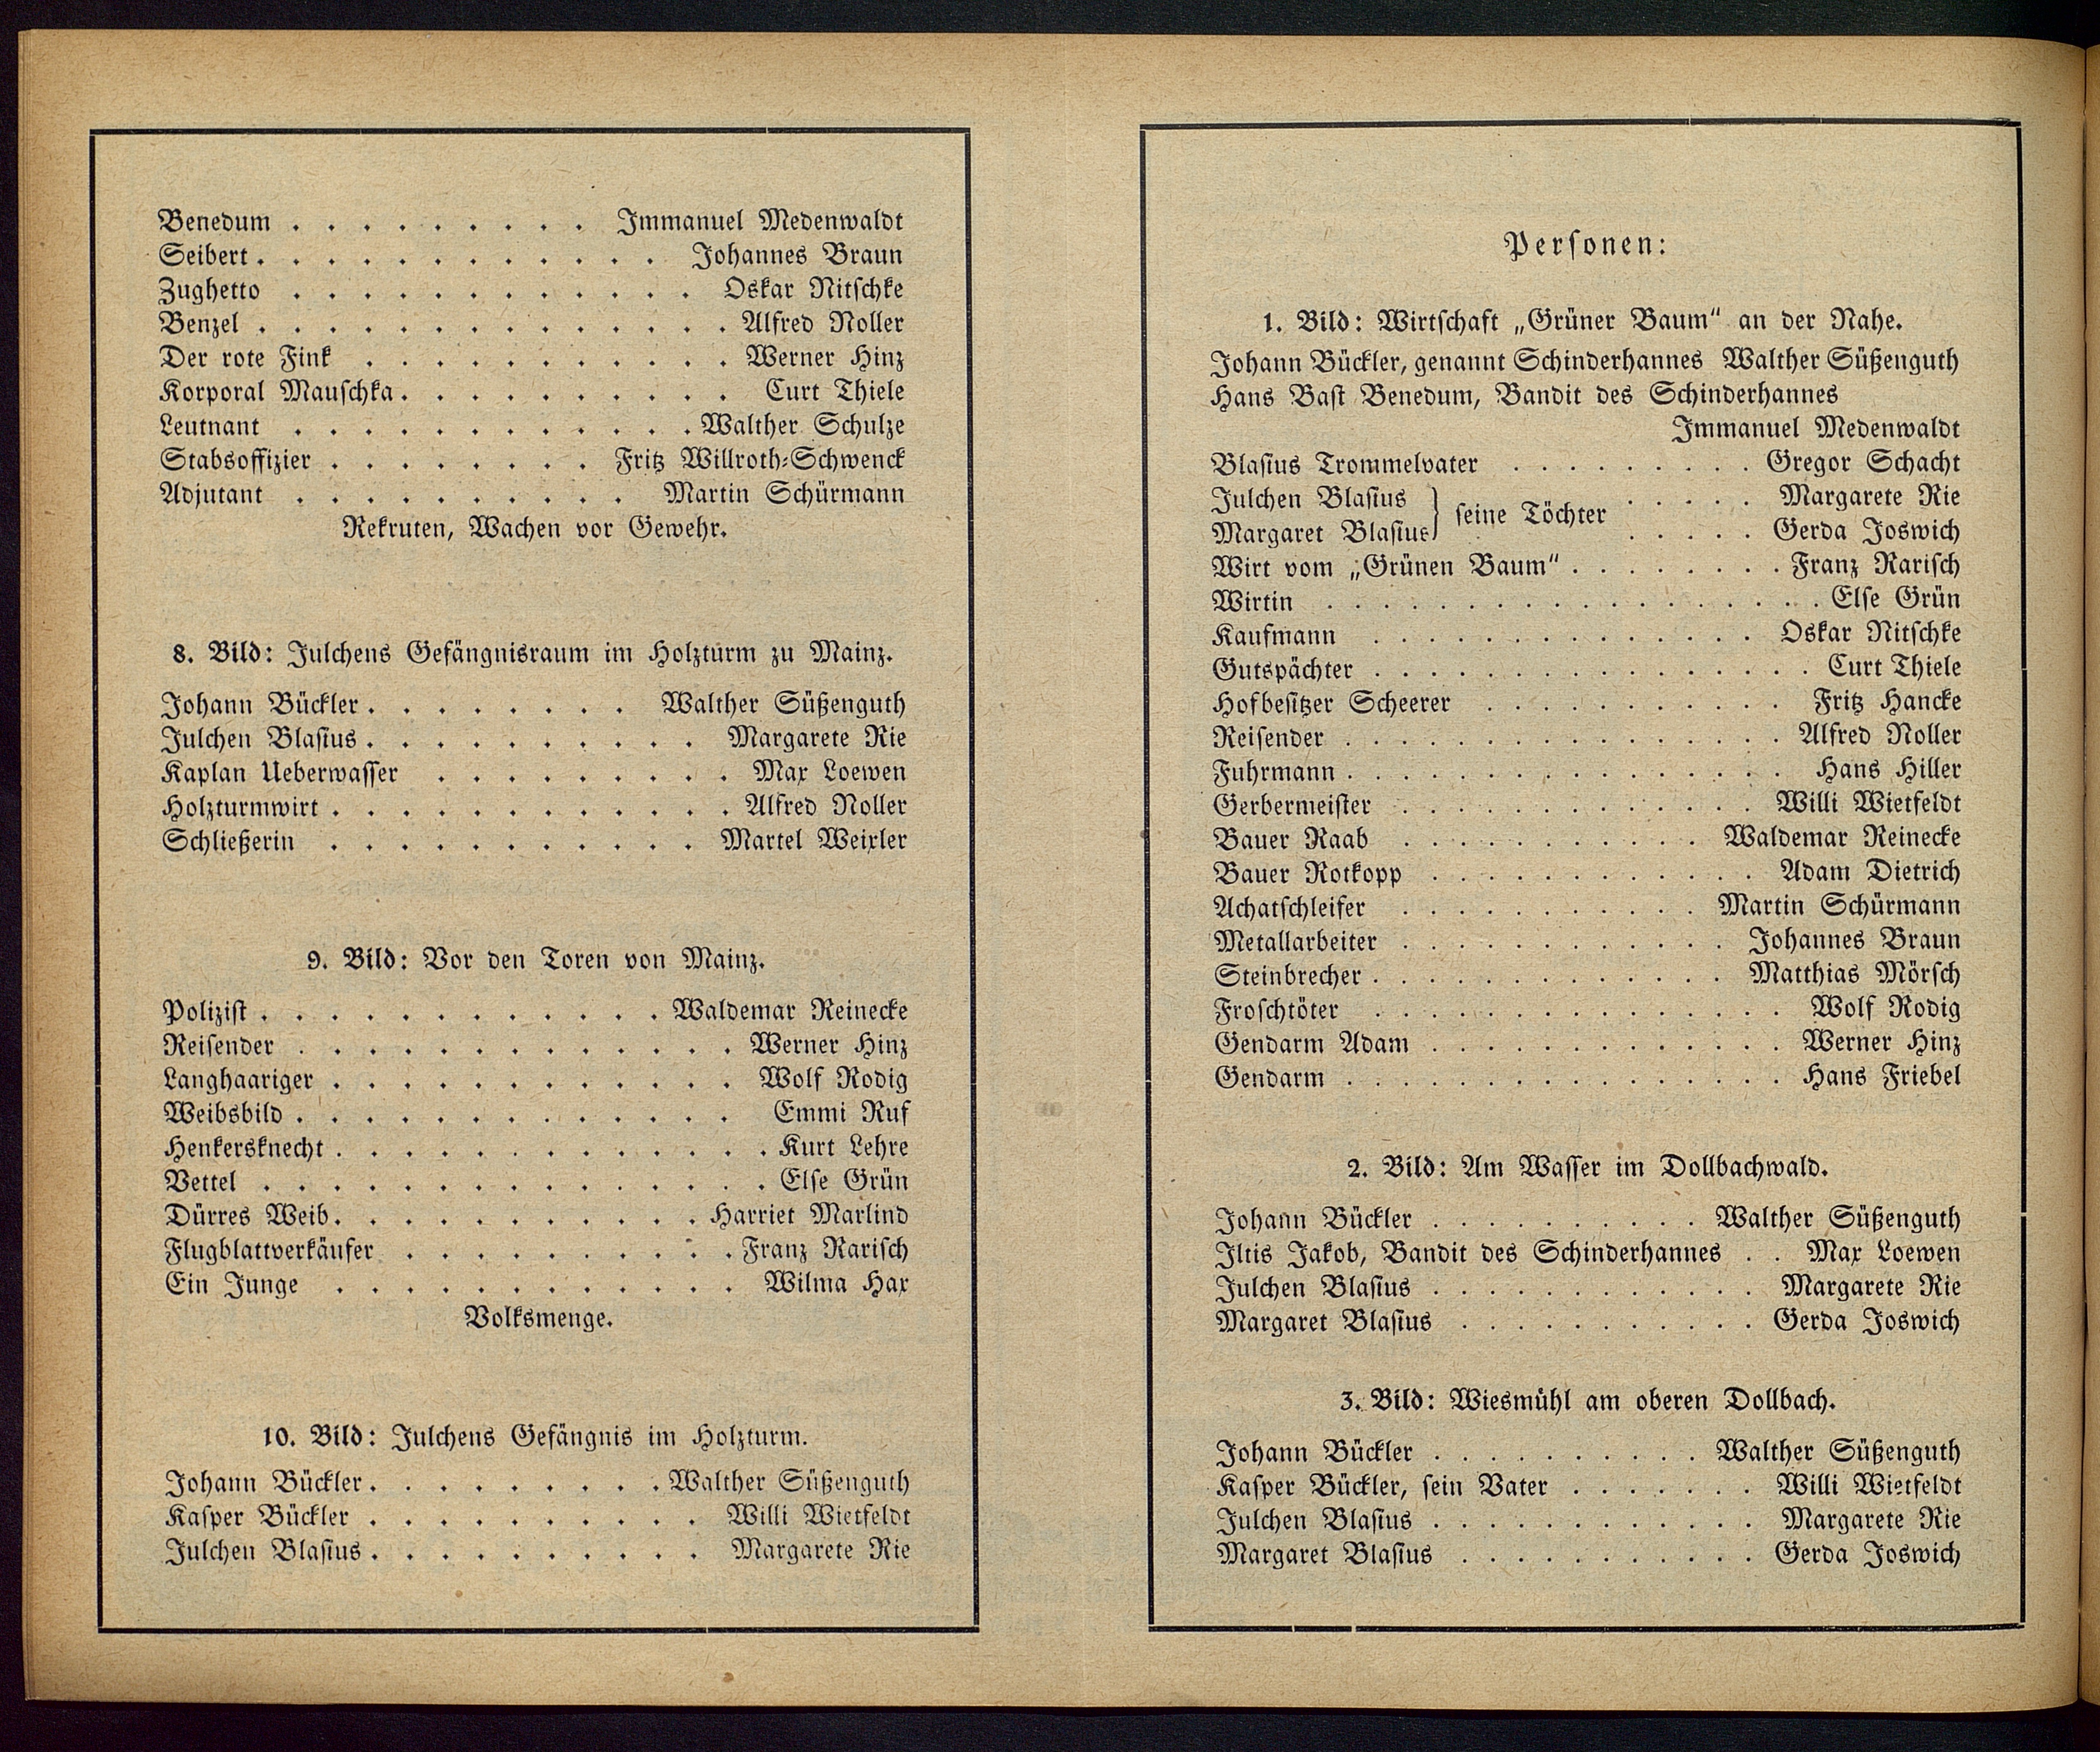 Benedum . . . . . . . . . Immanuel Medenwaldt
Seibert . . . . . . . . . . . . Johannes Braun
Zughetto . . . . . . . . . . . . Oskar Nitschke
Benzel . . . . . . . . . . . . . . Alfred Noller
Der rote Fink . . . . . . . . . . . Werner Hinz
Korporal Mauschka . . . . . . . . . . Curt Thiele
Leutnant . . . . . . . . . . . . Walther Schulze
Stabsoffizier . . . . . . . . Fritz Willroth-Schwenck
Adjutant . . . . . . . . . . Martin Schürmann
Rekruten, Wachen vor Gewehr.
8. Bild: Julchens Gefängnisraum im Holzturm zu Mainz.
Johann Bückler . . . . . . . . Walther Süßenguth
Julchen Blasius . . . . . . . . . . Margarete Rie
Kaplan Ueberwasser . . . . . . . . . Max Loewen
Holzturmwirt . . . . . . . . . . . . Alfred Noller
Schließerin . . . . . . . . . . . Martel Weixler
9. Bild: Vor den Toren von Mainz.
Polizist . . . . . . . . . . . . Waldemar Reinecke
Reisender . . . . . . . . . . . . . Werner Hinz
Langhaariger . . . . . . . . . . . . Wolf Rodig
Weibsbild . . . . . . . . . . . . . Emmi Ruf
Henkersknecht . . . . . . . . . . . . . Kurt Lehre
Vettel . . . . . . . . . . . . . . . Else Grün
Dürres Weib . . . . . . . . . . . Harriet Marlind
Flugblattverkäufer . . . . . . . . . . Franz Rarisch
Ein Junge . . . . . . . . . . . . Wilma Hax
Volksmenge.
10. Bild: Julchens Gefängnis im Holzturm.
Johann Bückler . . . . . . . . . Walther Süßenguth
Kasper Bückler . . . . . . . . . . Willi Wietfeldt
Julchen Blasius . . . . . . . . . . Margarete Rie
Personen:
1. Bild: Wirtschaft „Grüner Baum“ an der Nahe.
Johann Bückler, genannt Schinderhannes Walther Süßenguth
Hans Bast Benedum, Bandit des Schinderhannes
Immanuel Medenwaldt
Blasius Trommelvater . . . . . . . . . Gregor Schacht
Julchen Blasius } seine Töchter . . . . . Margarete Rie
Margaret Blasius } . . . . . Gerda Joswich
Wirt vom „Grünen Baum“ . . . . . . . . Franz Rarisch
Wirtin . . . . . . . . . . . . . . . . . . Else Grün
Kaufmann . . . . . . . . . . . . . . Oskar Nitschke
Gutspächter . . . . . . . . . . . . . . . . Curt Thiele
Hofbesitzer Scheerer . . . . . . . . . . . Fritz Hancke
Reisender . . . . . . . . . . . . . . . . Alfred Noller
Fuhrmann . . . . . . . . . . . . . . . . Hans Hiller
Gerbermeister . . . . . . . . . . . . . Willi Wietfeldt
Bauer Raab . . . . . . . . . . . Waldemar Reinecke
Bauer Rotkopp . . . . . . . . . . . . Adam Dietrich
Achatschleifer . . . . . . . . . . . Martin Schürmann
Metallarbeiter . . . . . . . . . . . . Johannes Braun
Steinbrecher . . . . . . . . . . . . . Matthias Mörsch
Froschtöter . . . . . . . . . . . . . . . Wolf Rodig
Gendarm Adam . . . . . . . . . . . . . Werner Hinz
Gendarm . . . . . . . . . . . . . . . . Hans Friebel
2. Bild: Am Wasser im Dollbachwald.
Johann Bückler . . . . . . . . . . Walther Süßenguth
Iltis Jakob, Bandit des Schinderhannes . . Max Loewen
Julchen Blasius . . . . . . . . . . . . Margarete Rie
Margaret Blasius . . . . . . . . . . . Gerda Joswich
3. Bild: Wiesmühl am oberen Dollbach.
Johann Bückler . . . . . . . . . . Walther Süßenguth
Kasper Bückler, sein Vater . . . . . . . Willi Wietfeldt
Julchen Blasius . . . . . . . . . . . . Margarete Rie
Margaret Blasius . . . . . . . . . . . Gerda Joswich